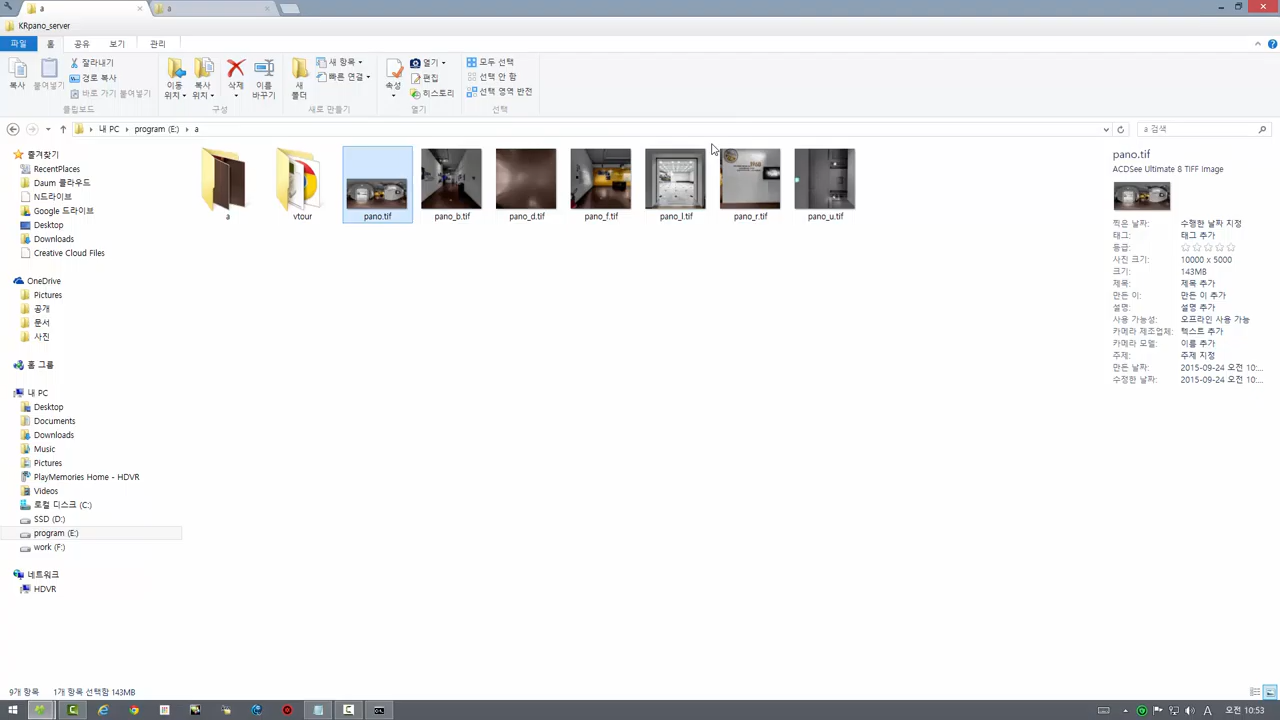 a
a
KRpano_server
파일
홈
공유
보기
관리
복사
붙여넣기
잘라내기
경로 복사
바로 가기 붙여넣기
클립보드
이동
위치
복사
위치
삭제
이름
바꾸기
구성
새
폴더
새 항목
빠른 연결
새로 만들기
속성
열기
편집
히스토리
열기
모두 선택
선택 안 함
선택 영역 반전
선택
내 PC
program (E:)
a
a 검색
즐겨찾기
RecentPlaces
Daum 클라우드
N드라이브
Google 드라이브
Desktop
Downloads
Creative Cloud Files
OneDrive
Pictures
공개
문서
사진
홈 그룹
내 PC
Desktop
Documents
Downloads
Music
Pictures
PlayMemories Home - HDVR
Videos
로컬 디스크 (C:)
SSD (D:)
program (E:)
work (F:)
네트워크
HDVR
a
vtour
pano.tif
pano_b.tif
pano_d.tif
pano_f.tif
pano_l.tif
pano_r.tif
pano_u.tif
pano.tif
ACDSee Ultimate 8 TIFF Image
찍은 날짜: 수행한 날짜 지정
태그: 태그 추가
등급:
사진 크기: 10000 x 5000
크기: 143MB
제목: 제목 추가
만든 이: 만든 이 추가
설명: 설명 추가
사용 가능성: 오프라인 사용 가능
카메라 제조업체: 텍스트 추가
카메라 모델: 이름 추가
주제: 주제 지정
만든 날짜: 2015-09-24 오전 10:...
수정한 날짜: 2015-09-24 오전 10:...
9개 항목
1개 항목 선택함 143MB
A
오전 10:53